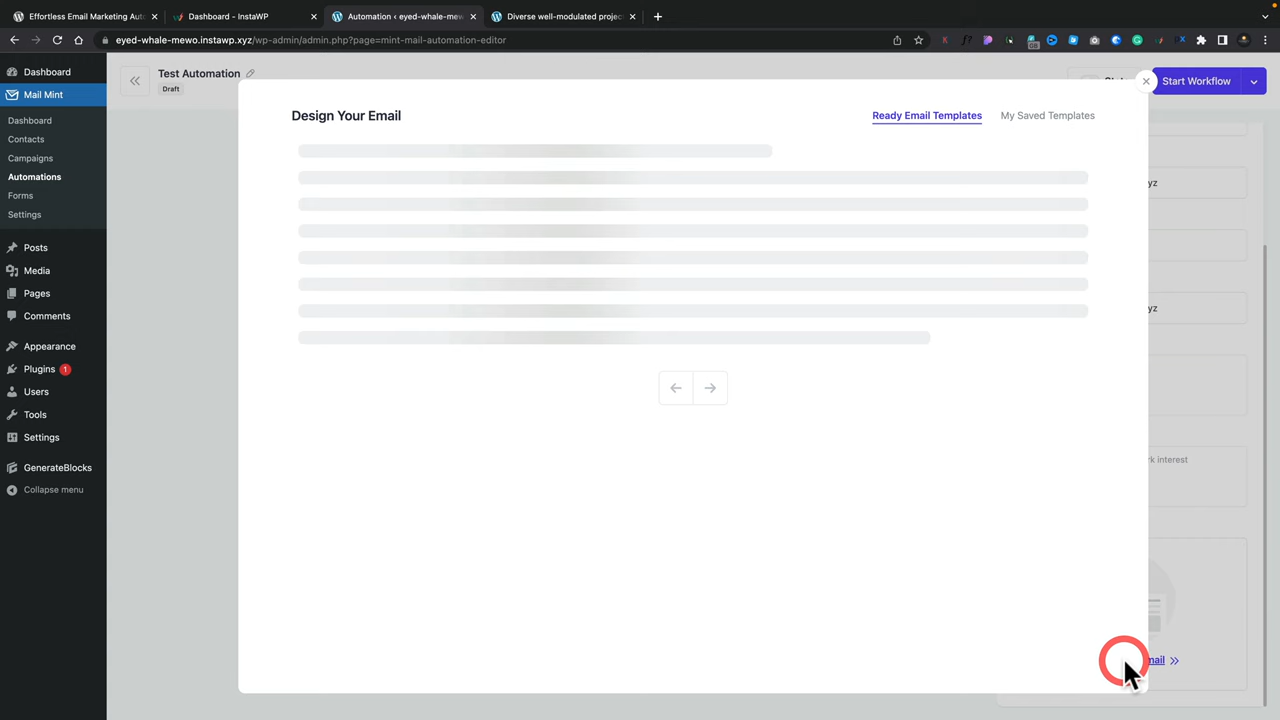 Effortless Email Marketing Auto
Dashboard - InstaWP
Automation ‹ eyed-whale-mew
Diverse well-modulated projec
eyed-whale-mewo.instawp.xyz/wp-admin/admin.php?page=mint-mail-automation-editor
Dashboard
Mail Mint
Dashboard
Contacts
Campaigns
Automations
Forms
Settings
Posts
Media
Pages
Comments
Appearance
Plugins 1
Users
Tools
Settings
GenerateBlocks
Collapse menu
Test Automation
Draft
Start Workflow
Design Your Email
Ready Email Templates
My Saved Templates
yz
yz
rk interest
mail